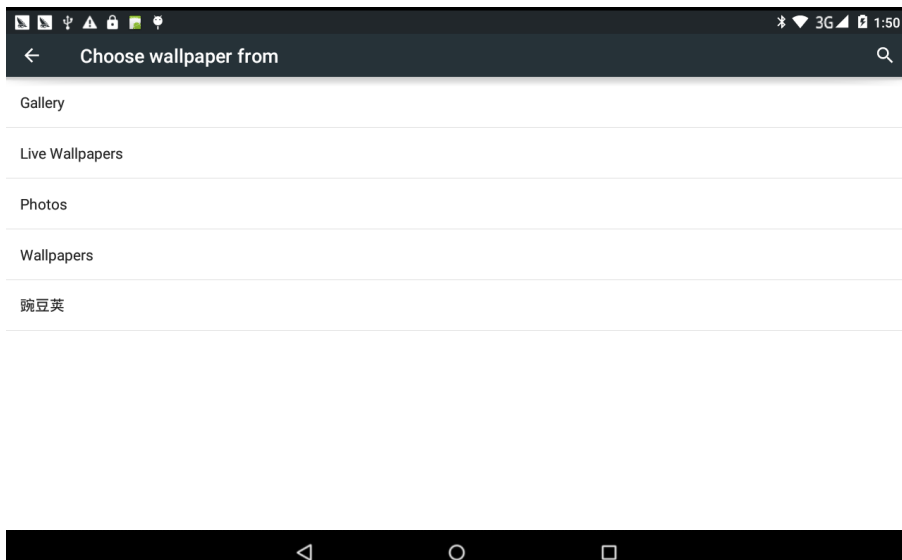 3G 1:50
Choose wallpaper from
Gallery
Live Wallpapers
Photos
Wallpapers
豌豆荚